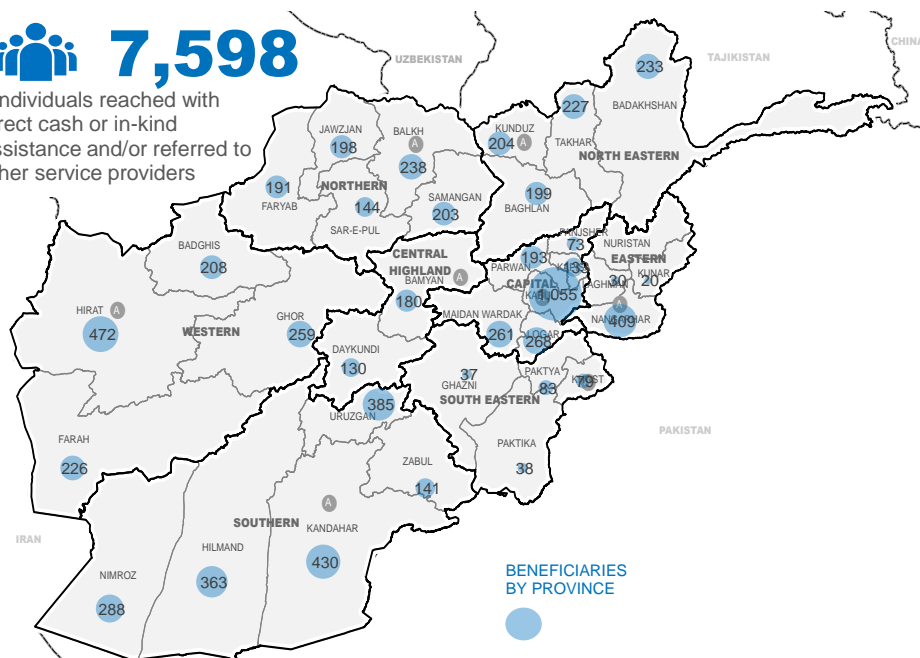 7,598
individuals reached with
rect cash or in-kind
ssistance and/or referred to
her service providers
UZBEKISTAN
TAJIKISTAN
CHINA
233
BADAKHSHAN
227
TAKHAR
KUNDUZ
204 A
NORTH EASTERN
JAWZJAN
198
BALKH
A
238
191
FARYAB
NORTHERN
144
SAR-E-PUL
SAMANGAN
203
199
BAGHLAN
BADGHIS
208
CENTRAL
HIGHLAND
BAMYAN A
180
PANJSHER
73
193
PARWAN
133
NURISTAN
EASTERN
KUNAR
30
20
LAGHMAN
CAPITAL
KABUL
1,055
A
NANGARHAR
409
HIRAT A
472
WESTERN
GHOR
259
MAIDAN WARDAK
261
LOGAR
268
DAYKUNDI
130
37
GHAZNI
SOUTH EASTERN
PAKTYA
83
KHOST
79
385
URUZGAN
FARAH
226
ZABUL
141
PAKTIKA
38
PAKISTAN
IRAN
SOUTHERN
A
KANDAHAR
430
HILMAND
363
NIMROZ
288
BENEFICIARIES
BY PROVINCE